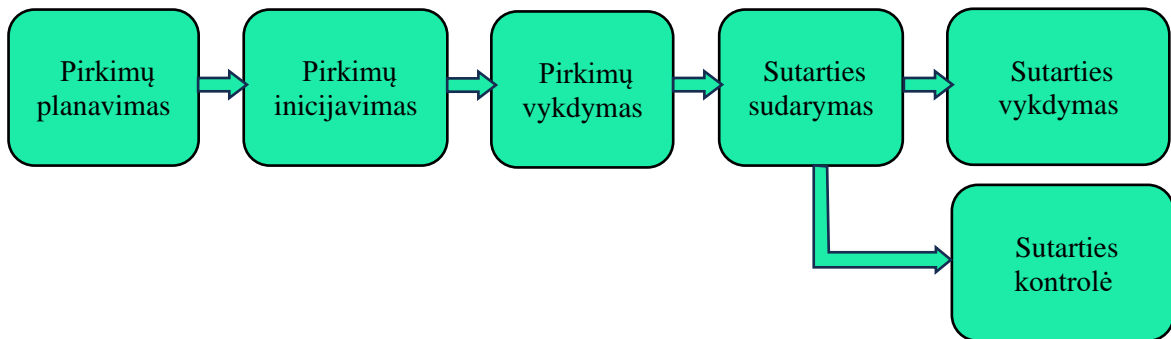 Pirkimų
planavimas
Pirkimų
inicijavimas
Pirkimų
vykdymas
Sutarties
sudarymas
Sutarties
vykdymas
Sutarties
kontrolė